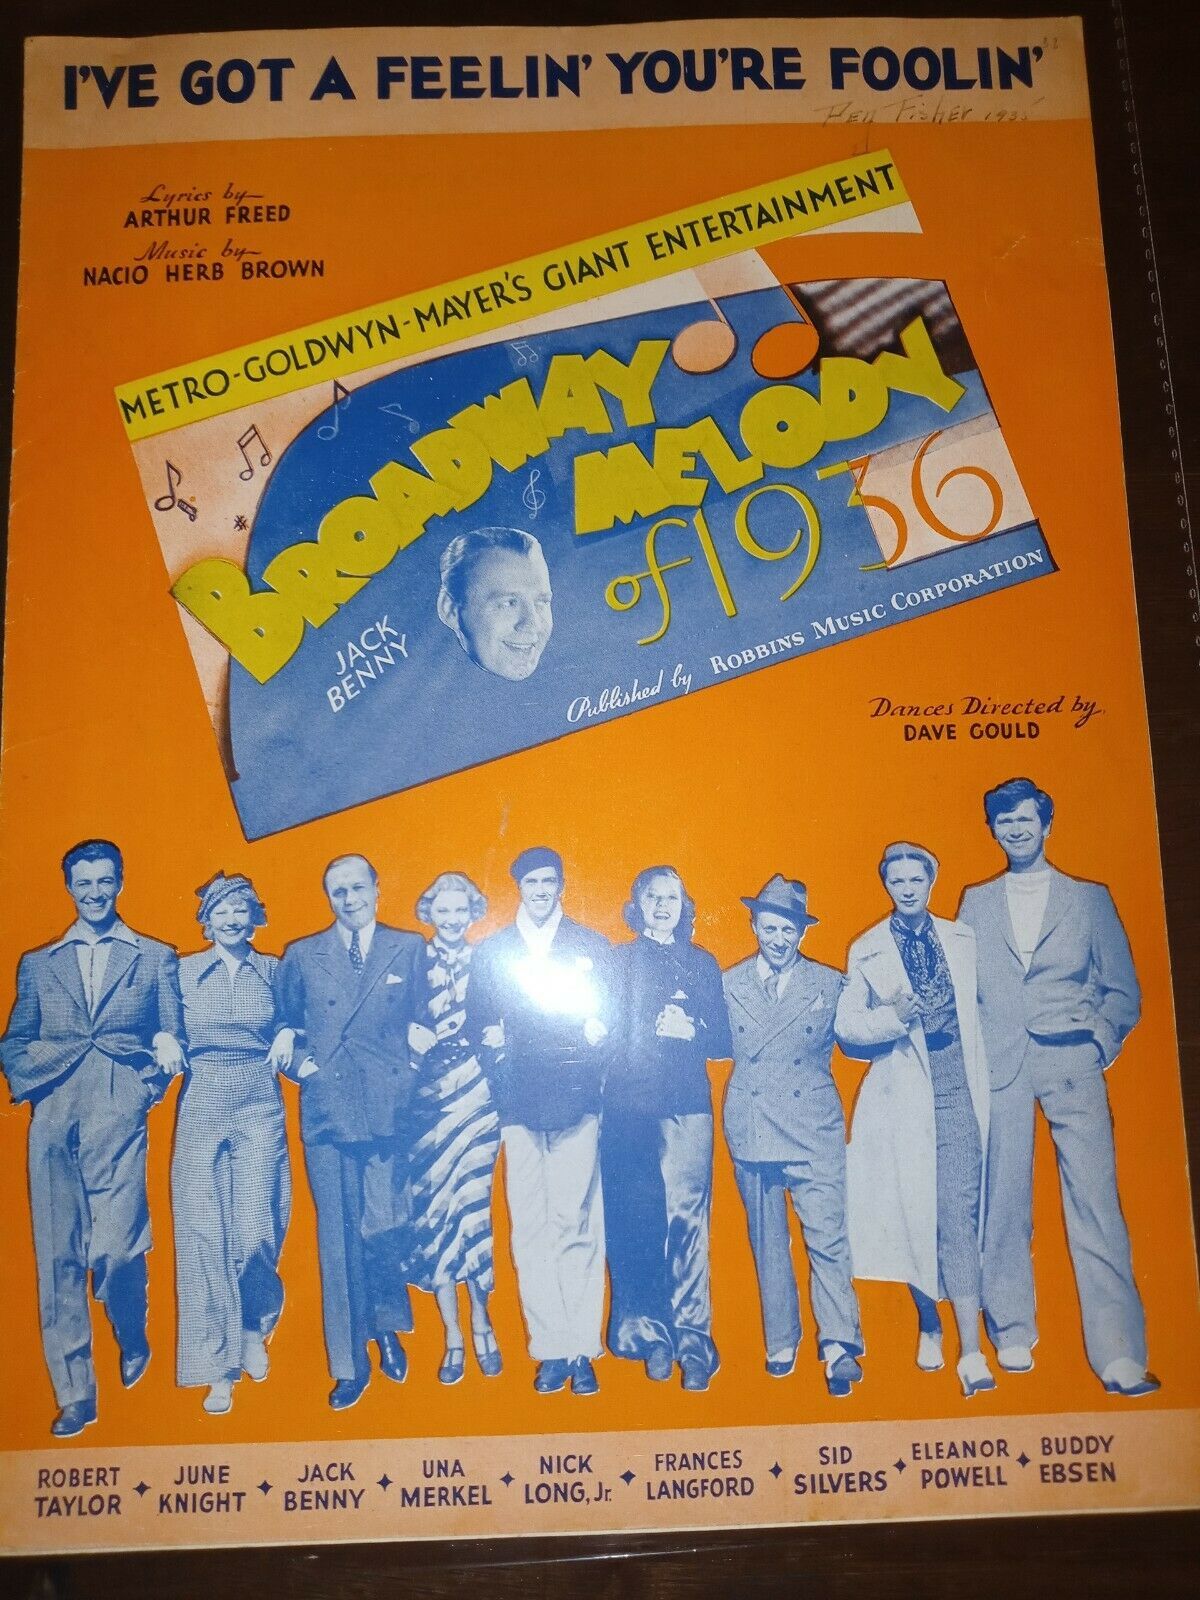 I'VE GOT A FEELIN' YOU'RE FOOLIN'
Fisher 1935
Lyrics by
ARTHUR FREED
Music by
NACIO HERB BROWN
METRO-GOLDWYN-MAYER'S GIANT ENTERTAINMENT
BROADWAY
MELODY
of 1936
JACK
BENNY
Published by ROBBINS MUSIC CORPORATION
Dances Directed by
DAVE GOULD
ROBERT TAYLOR ✦ JUNE KNIGHT ✦ JACK BENNY ✦ UNA MERKEL ✦ NICK LONG, Jr. ✦ FRANCES LANGFORD ✦ SID SILVERS ✦ ELEANOR POWELL ✦ BUDDY EBSEN